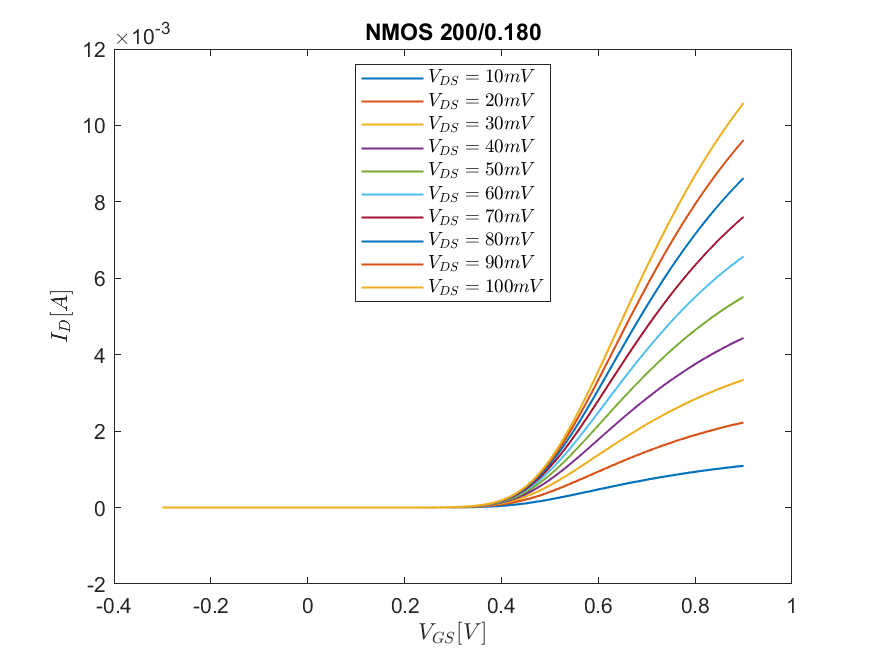 NMOS 200/0.180
×10⁻³
12
10
8
6
4
2
0
-2
I_D[A]
V_DS = 10mV
V_DS = 20mV
V_DS = 30mV
V_DS = 40mV
V_DS = 50mV
V_DS = 60mV
V_DS = 70mV
V_DS = 80mV
V_DS = 90mV
V_DS = 100mV
-0.4 -0.2 0 0.2 0.4 0.6 0.8 1
V_GS[V]